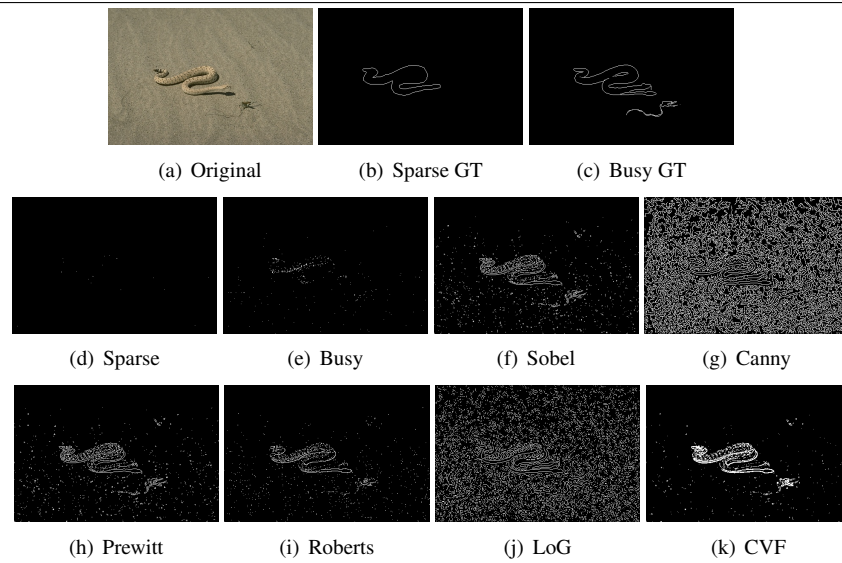 (a) Original (b) Sparse GT (c) Busy GT
(d) Sparse (e) Busy (f) Sobel (g) Canny
(h) Prewitt (i) Roberts (j) LoG (k) CVF